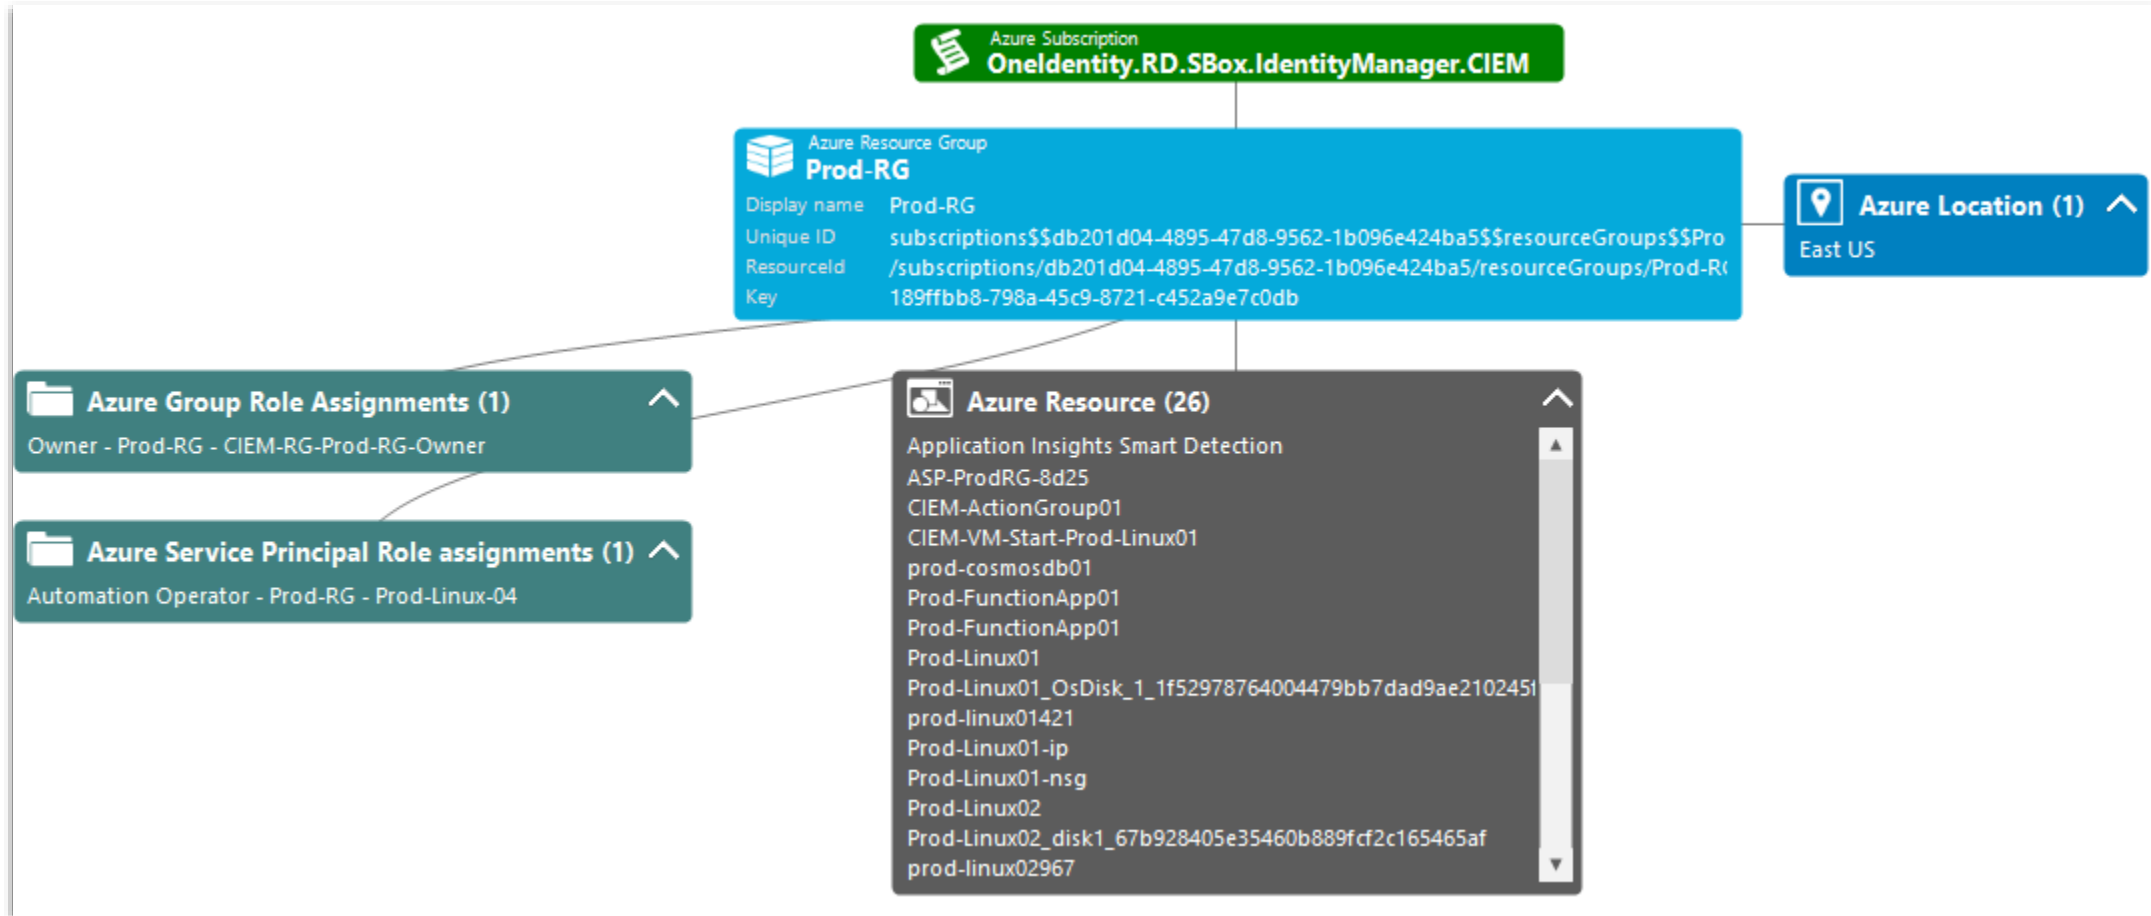 Azure Subscription
OneIdentity.RD.SBox.IdentityManager.CIEM
Azure Resource Group
Prod-RG
Display name Prod-RG
Unique ID subscriptions$$db201d04-4895-47d8-9562-1b096e424ba5$$resourceGroups$$Pro
ResourceId /subscriptions/db201d04-4895-47d8-9562-1b096e424ba5/resourceGroups/Prod-R
Key 189ffbb8-798a-45c9-8721-c452a9e7c0db
Azure Location (1)
East US
Azure Group Role Assignments (1)
Owner - Prod-RG - CIEM-RG-Prod-RG-Owner
Azure Service Principal Role assignments (1)
Automation Operator - Prod-RG - Prod-Linux-04
Azure Resource (26)
Application Insights Smart Detection
ASP-ProdRG-8d25
CIEM-ActionGroup01
CIEM-VM-Start-Prod-Linux01
prod-cosmosdb01
Prod-FunctionApp01
Prod-FunctionApp01
Prod-Linux01
Prod-Linux01_OsDisk_1_1f52978764004479bb7dad9ae210245f
prod-linux01421
Prod-Linux01-ip
Prod-Linux01-nsg
Prod-Linux02
Prod-Linux02_disk1_67b928405e35460b889fcf2c165465af
prod-linux02967